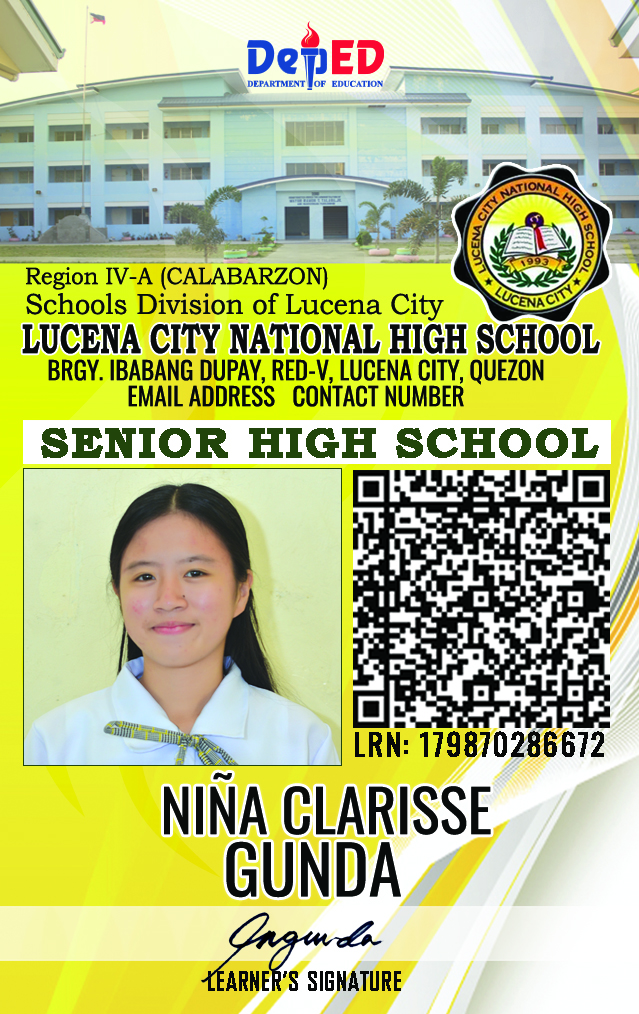 DepED
DEPARTMENT OF EDUCATION
LUCENA CITY NATIONAL HIGH SCHOOL
1993
LUCENA CITY
Region IV-A (CALABARZON)
Schools Division of Lucena City
LUCENA CITY NATIONAL HIGH SCHOOL
BRGY. IBABANG DUPAY, RED-V, LUCENA CITY, QUEZON
EMAIL ADDRESS CONTACT NUMBER
SENIOR HIGH SCHOOL
LRN: 179870286672
NIÑA CLARISSE
GUNDA
LEARNER'S SIGNATURE